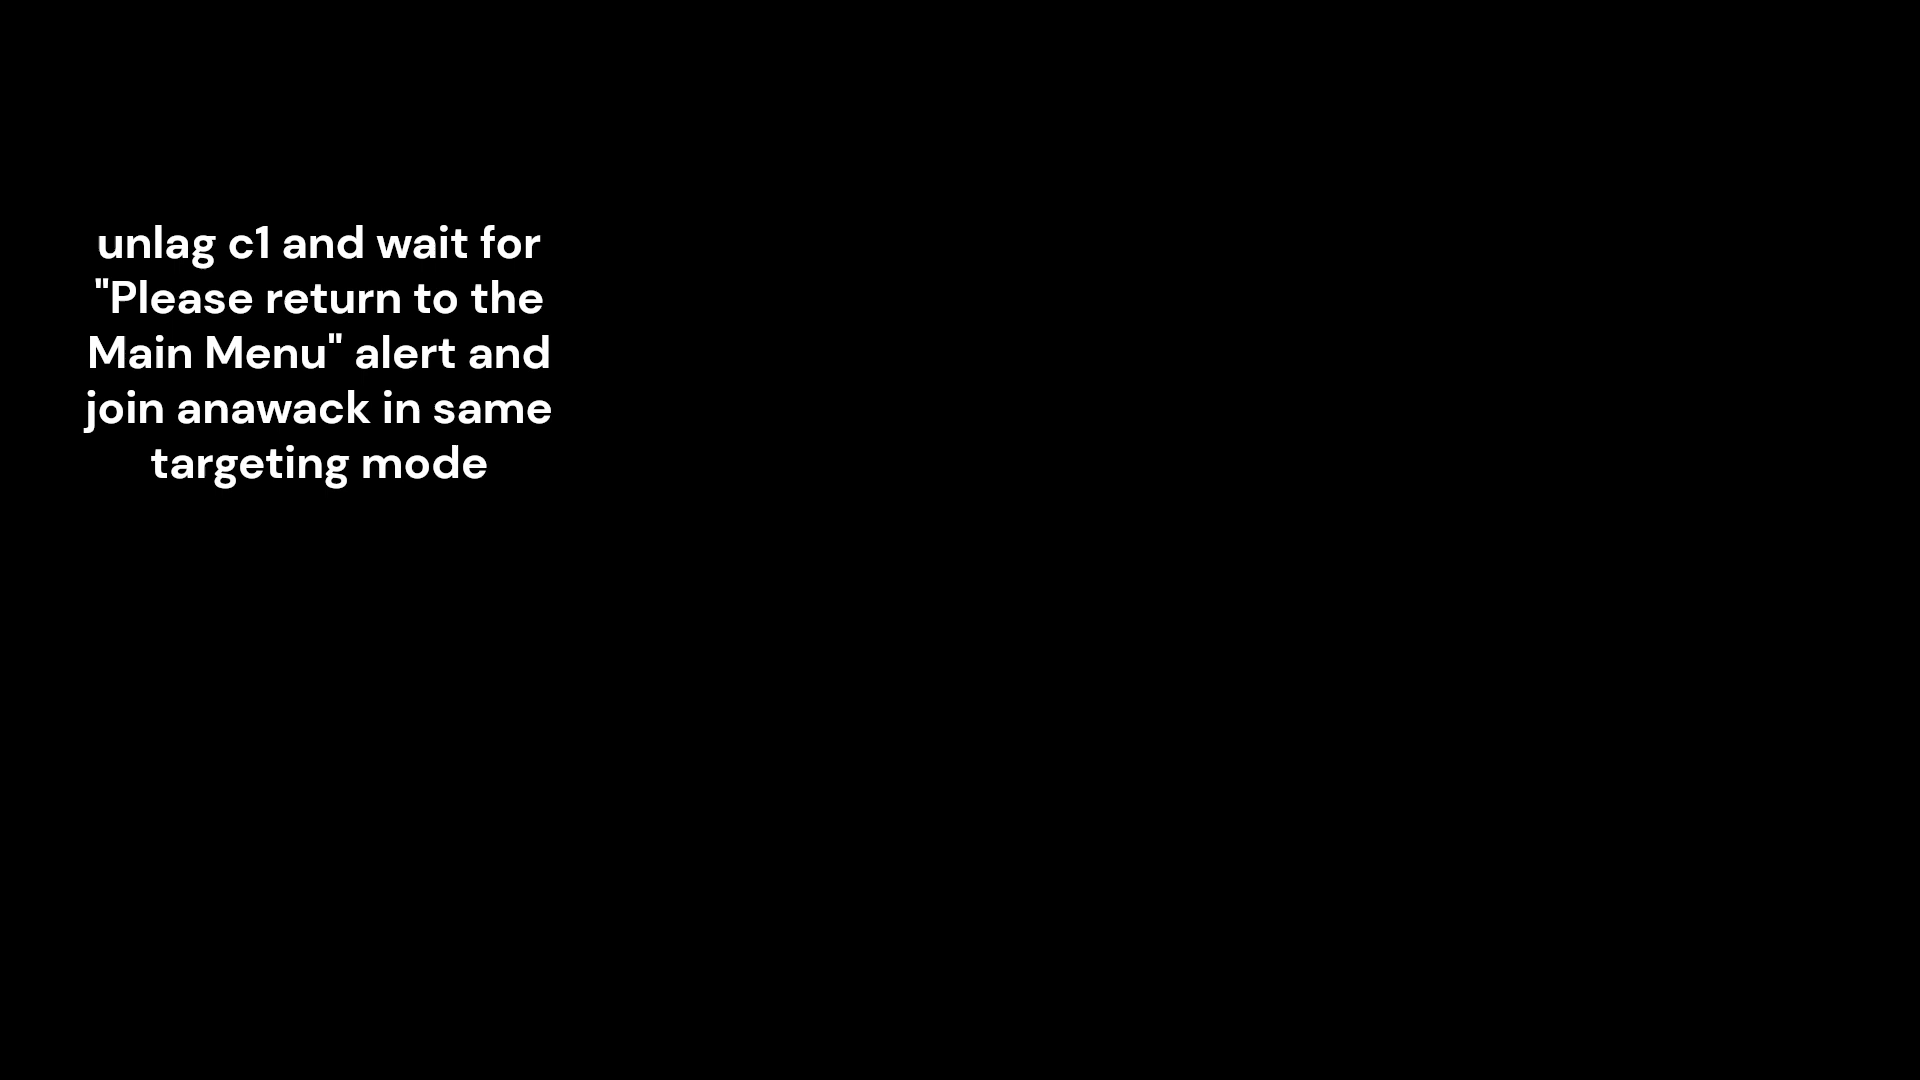 unlag c1 and wait for
"Please return to the
Main Menu" alert and
join anawack in same
targeting mode